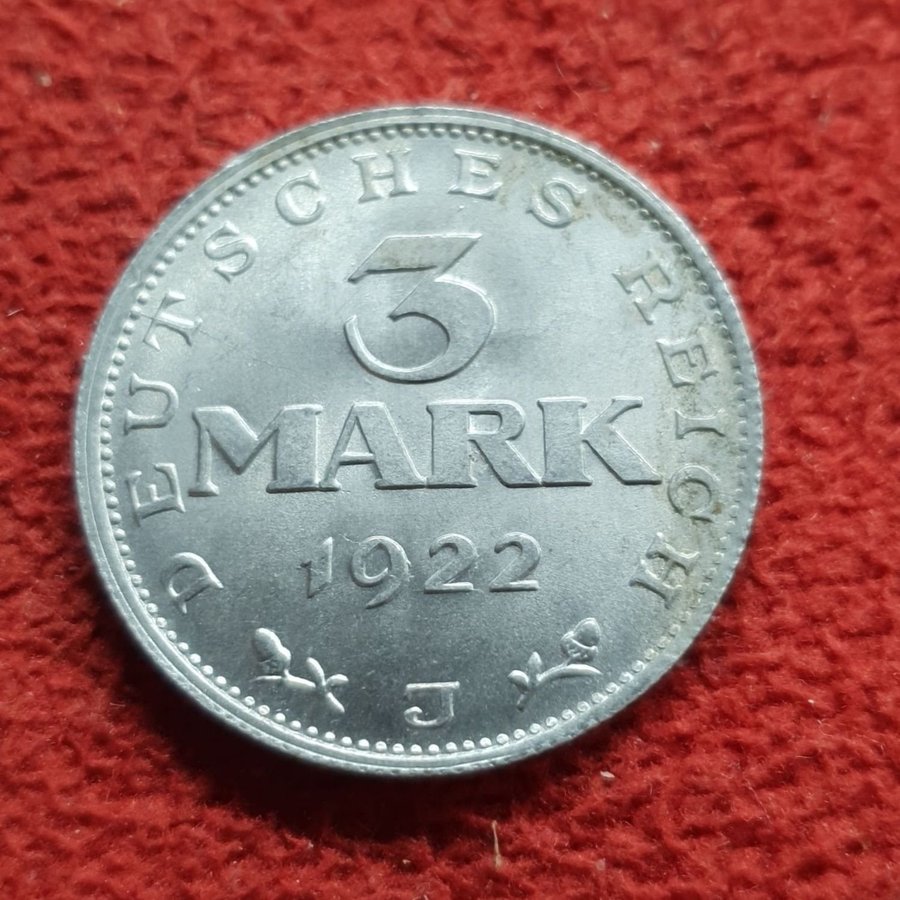 DEUTSCHES REICH
3
MARK
1922
J